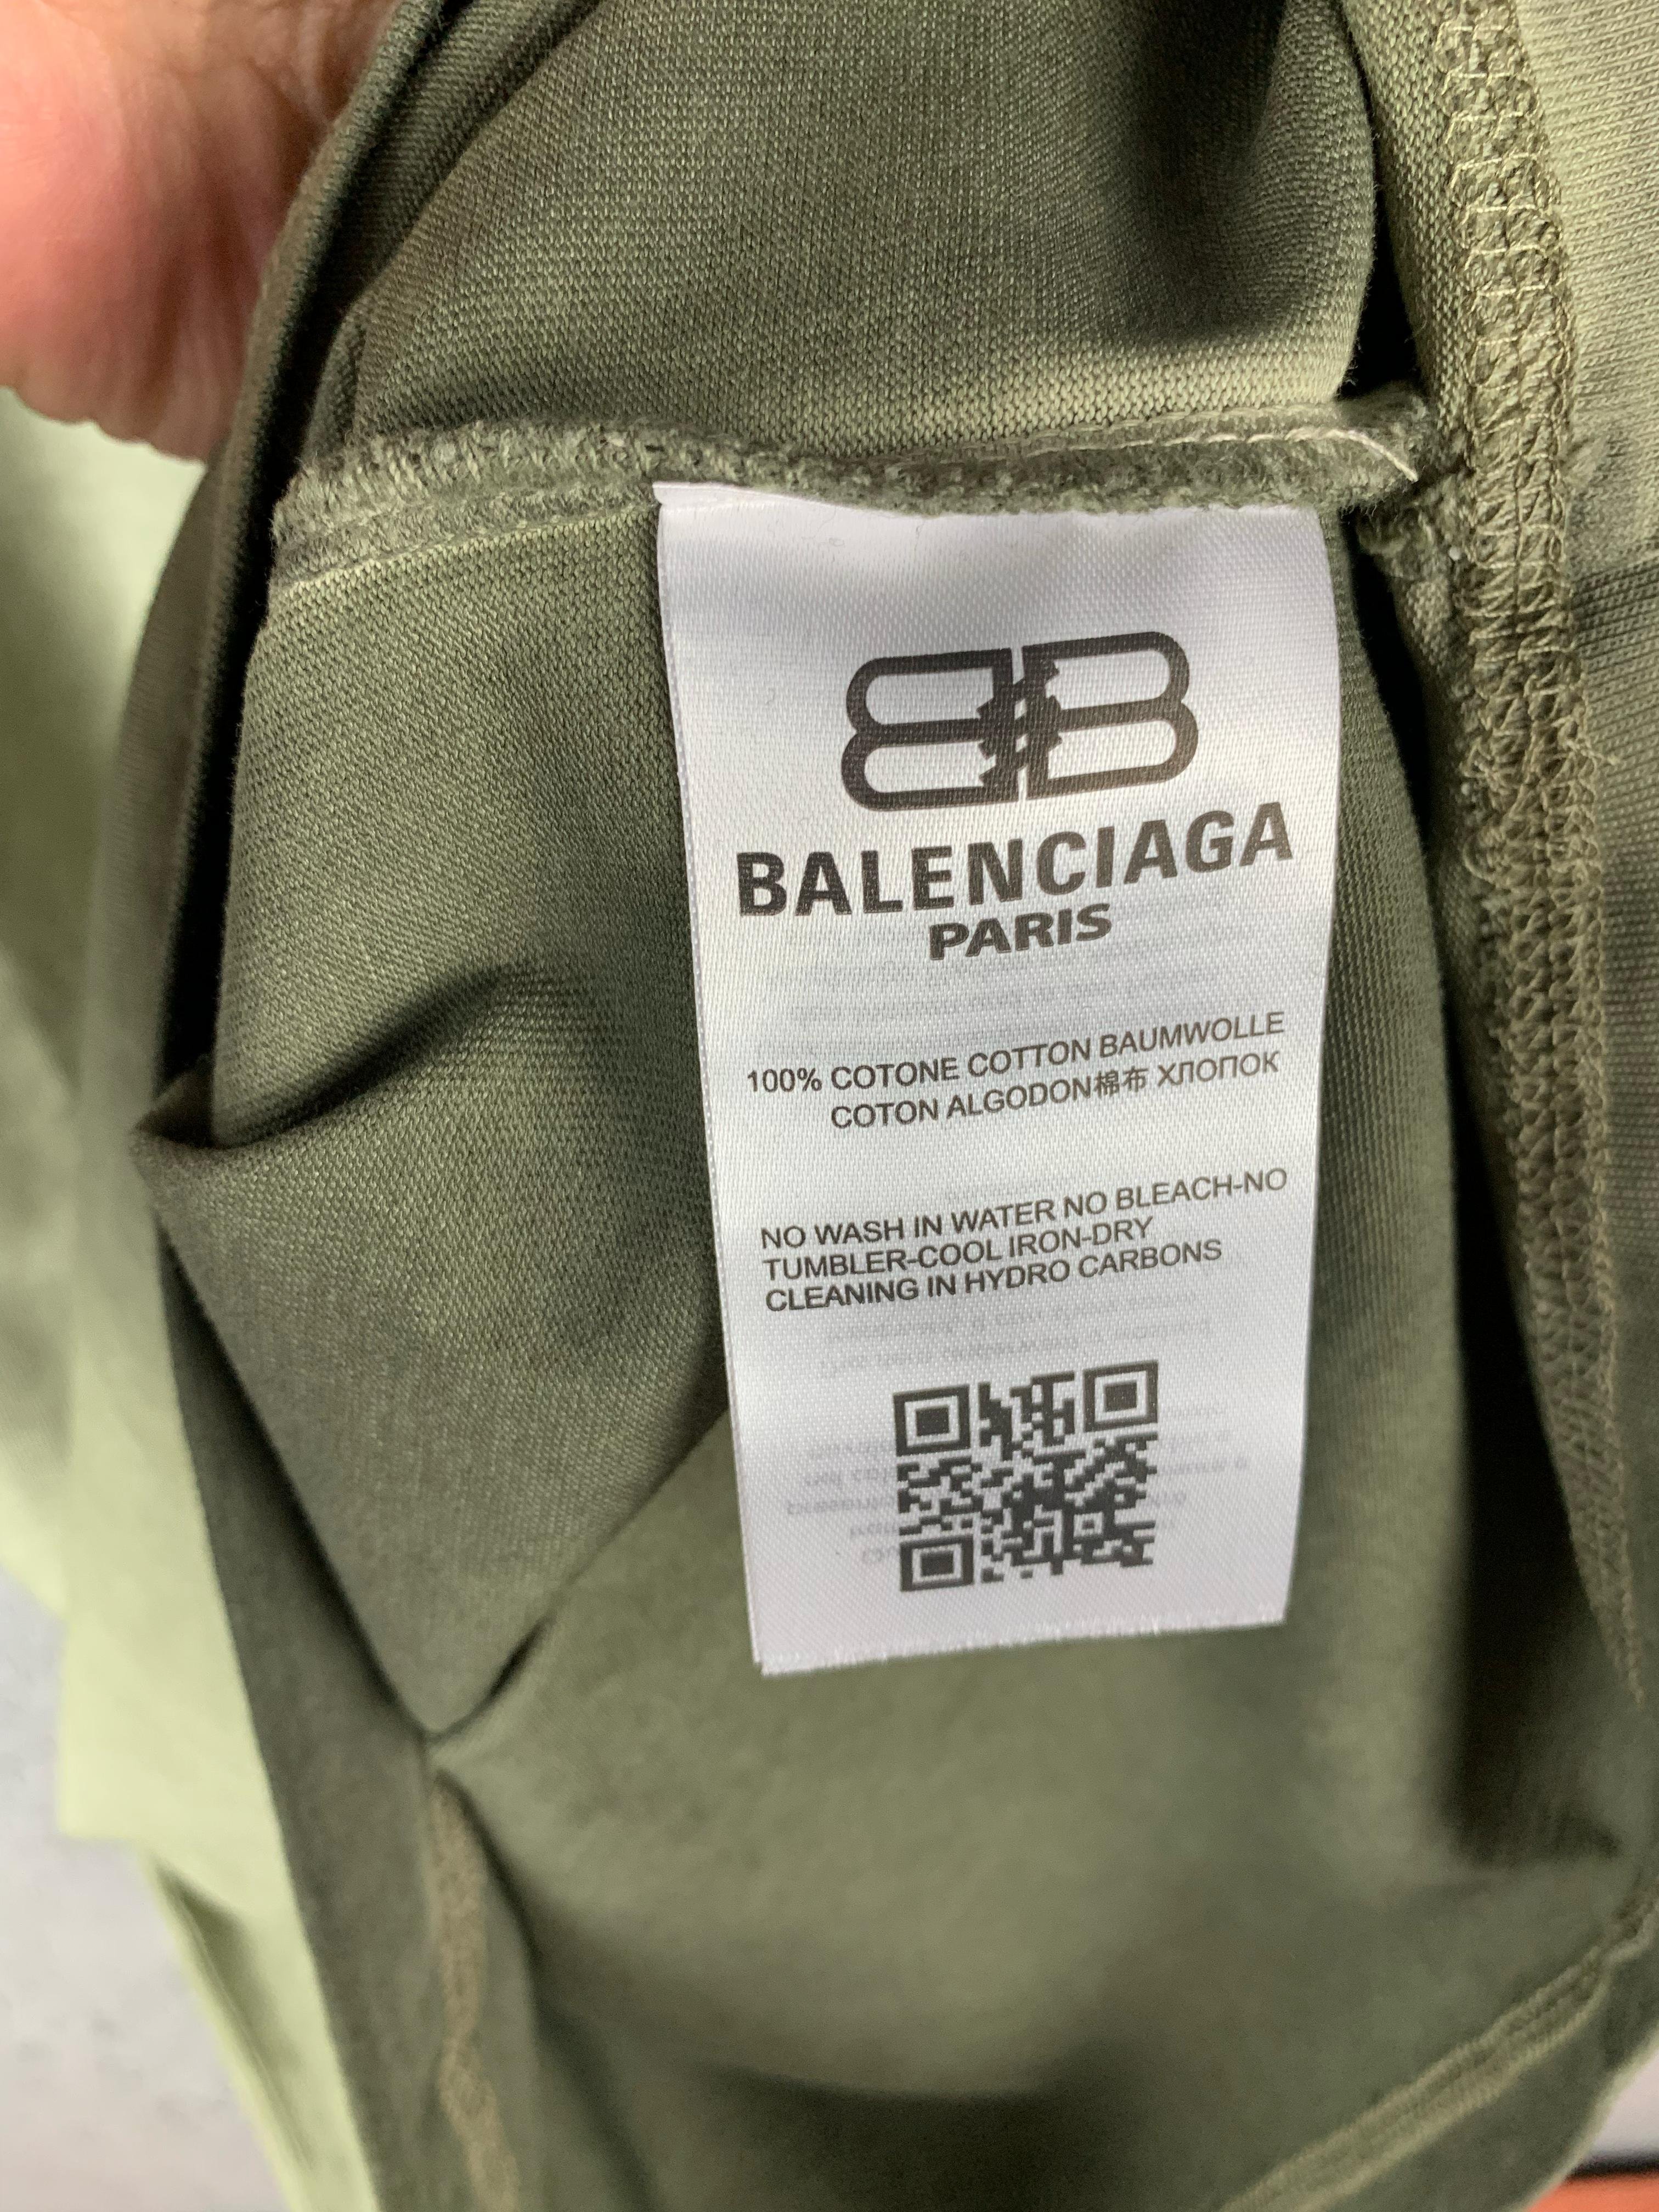 BB
BALENCIAGA
PARIS
100% COTONE COTTON BAUMWOLLE
COTON ALGODON棉布 ХЛОПОК
NO WASH IN WATER NO BLEACH-NO
TUMBLER-COOL IRON-DRY
CLEANING IN HYDRO CARBONS